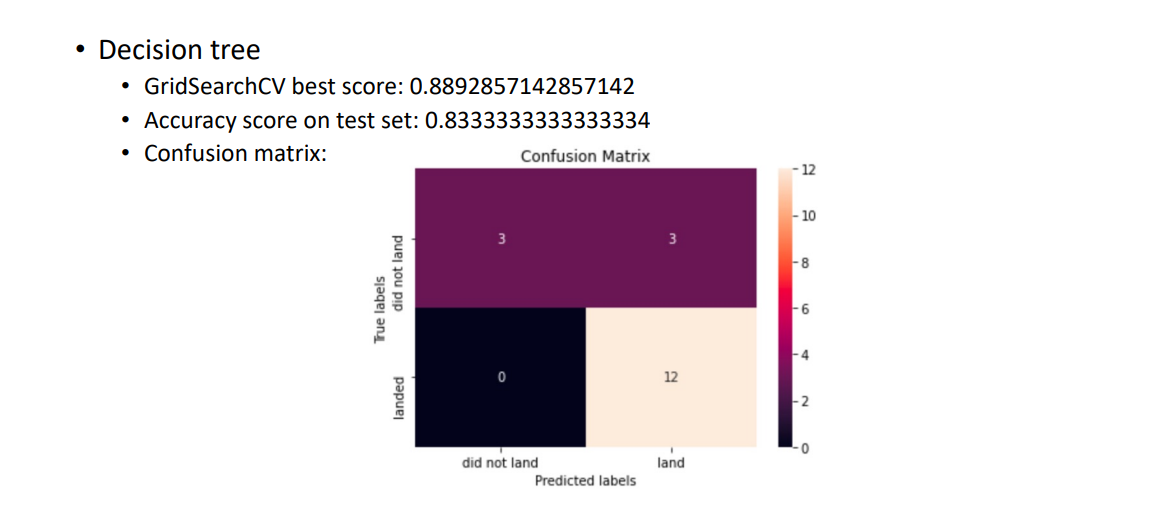 • Decision tree
• GridSearchCV best score: 0.8892857142857142
• Accuracy score on test set: 0.8333333333333334
• Confusion matrix:
Confusion Matrix
True labels
did not land
landed
3
3
0
12
did not land
land
Predicted labels
12
10
8
6
4
2
0